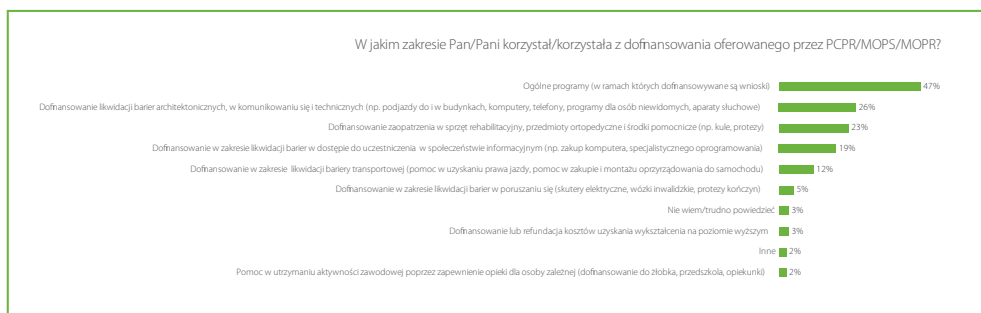 W jakim zakresie Pan/Pani korzystał/korzystała z dofinansowania oferowanego przez PCPR/MOPS/MOPR?
Ogólne programy (w ramach których dofinansowywane są wnioski) 47%
Dofinansowanie likwidacji barier architektonicznych, w komunikowaniu się i technicznych (np. podjazdy do i w budynkach, komputery, telefony, programy dla osób niewidomych, aparaty słuchowe) 26%
Dofinansowanie zaopatrzenia w sprzęt rehabilitacyjny, przedmioty ortopedyczne i środki pomocnicze (np. kule, protezy) 23%
Dofinansowanie w zakresie likwidacji barier w dostępie do uczestniczenia w społeczeństwie informacyjnym (np. zakup komputera, specjalistycznego oprogramowania) 19%
Dofinansowanie w zakresie likwidacji bariery transportowej (pomoc w uzyskaniu prawa jazdy, pomoc w zakupie i montażu oprzyrządowania do samochodu) 12%
Dofinansowanie w zakresie likwidacji barier w poruszaniu się (skutery elektryczne, wózki inwalidzkie, protezy kończyn) 5%
Nie wiem/trudno powiedzieć 3%
Dofinansowanie lub refundacja kosztów uzyskania wykształcenia na poziomie wyższym 3%
Inne 2%
Pomoc w utrzymaniu aktywności zawodowej poprzez zapewnienie opieki dla osoby zależnej (dofinansowanie do żłobka, przedszkola, opiekunki) 2%